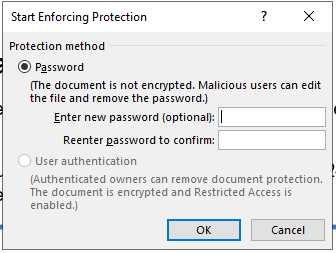 Start Enforcing Protection
?
×
Protection method
Password
(The document is not encrypted. Malicious users can edit
the file and remove the password.)
Enter new password (optional):
Reenter password to confirm:
User authentication
(Authenticated owners can remove document protection.
The document is encrypted and Restricted Access is
enabled.)
OK Cancel